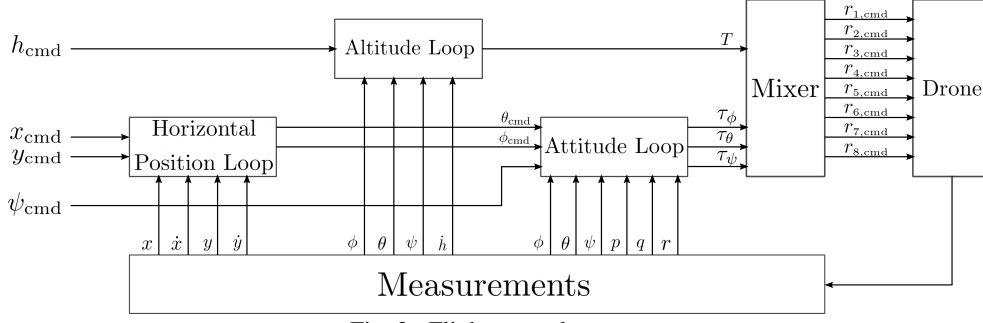 h_cmd
Altitude Loop
T
Mixer
r_1,cmd
r_2,cmd
r_3,cmd
r_4,cmd
r_5,cmd
r_6,cmd
r_7,cmd
r_8,cmd
Drone
x_cmd
y_cmd
Horizontal
Position Loop
θ_cmd
ϕ_cmd
Attitude Loop
τ_ϕ
τ_θ
τ_ψ
ψ_cmd
x ẋ y ẏ
ϕ θ ψ ḣ
ϕ θ ψ p q r
Measurements